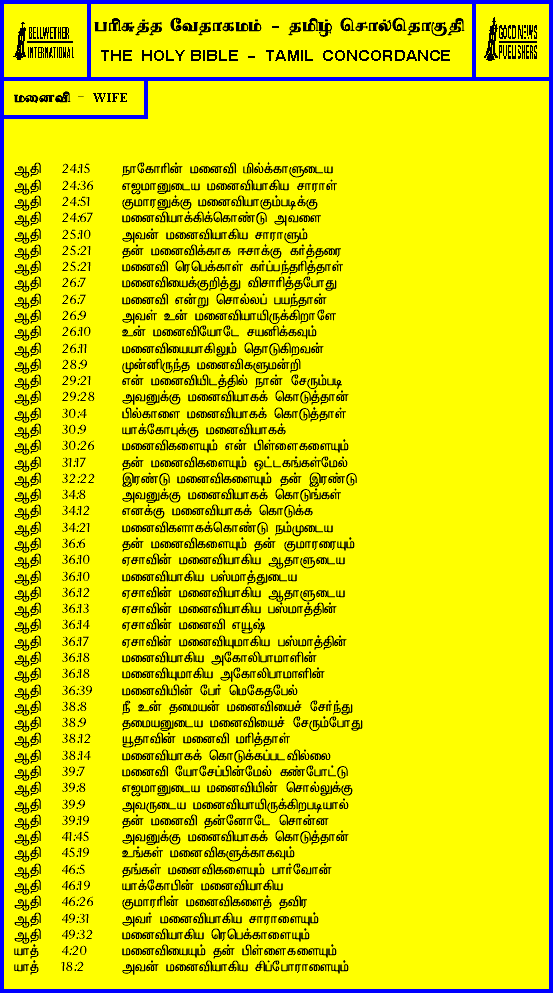 BELLWETHER
INTERNATIONAL
பரிசுத்த வேதாகமம் - தமிழ் சொல்தொகுதி
THE HOLY BIBLE - TAMIL CONCORDANCE
GOOD NEWS
PUBLISHERS
மனைவி - WIFE
ஆதி 24:15 நாகோரின் மனைவி மில்க்காளுடைய
ஆதி 24:36 எஜமானுடைய மனைவியாகிய சாராள்
ஆதி 24:51 குமாரனுக்கு மனைவியாகும்படிக்கு
ஆதி 24:67 மனைவியாக்கிக்கொண்டு அவளை
ஆதி 25:10 அவன் மனைவியாகிய சாராளும்
ஆதி 25:21 தன் மனைவிக்காக ஈசாக்கு கர்த்தரை
ஆதி 25:21 மனைவி ரெபெக்காள் கர்ப்பந்தரித்தாள்
ஆதி 26:7 மனைவியைக்குறித்து விசாரித்தபோது
ஆதி 26:7 மனைவி என்று சொல்லப் பயந்தான்
ஆதி 26:9 அவள் உன் மனைவியாயிருக்கிறாளே
ஆதி 26:10 உன் மனைவியோடே சயனிக்கவும்
ஆதி 26:11 மனைவியையாகிலும் தொடுகிறவன்
ஆதி 28:9 முன்னிருந்த மனைவிகளுமன்றி
ஆதி 29:21 என் மனைவியிடத்தில் நான் சேரும்படி
ஆதி 29:28 அவனுக்கு மனைவியாகக் கொடுத்தான்
ஆதி 30:4 பில்காளை மனைவியாகக் கொடுத்தாள்
ஆதி 30:9 யாக்கோபுக்கு மனைவியாகக்
ஆதி 30:26 மனைவிகளையும் என் பிள்ளைகளையும்
ஆதி 31:17 தன் மனைவிகளையும் ஒட்டகங்கள்மேல்
ஆதி 32:22 இரண்டு மனைவிகளையும் தன் இரண்டு
ஆதி 34:8 அவனுக்கு மனைவியாகக் கொடுங்கள்
ஆதி 34:12 எனக்கு மனைவியாகக் கொடுக்க
ஆதி 34:21 மனைவிகளாகக்கொண்டு நம்முடைய
ஆதி 36:6 தன் மனைவிகளையும் தன் குமாரரையும்
ஆதி 36:10 ஏசாவின் மனைவியாகிய ஆதாளுடைய
ஆதி 36:10 மனைவியாகிய பஸ்மாத்துடைய
ஆதி 36:12 ஏசாவின் மனைவியாகிய ஆதாளுடைய
ஆதி 36:13 ஏசாவின் மனைவியாகிய பஸ்மாத்தின்
ஆதி 36:14 ஏசாவின் மனைவி எயூஷ்
ஆதி 36:17 ஏசாவின் மனைவியுமாகிய பஸ்மாத்தின்
ஆதி 36:18 மனைவியாகிய அகோலிபாமாளின்
ஆதி 36:18 மனைவியுமாகிய அகோலிபாமாளின்
ஆதி 36:39 மனைவியின் பேர் மெகேதபேல்
ஆதி 38:8 நீ உன் தமையன் மனைவியைச் சேர்ந்து
ஆதி 38:9 தமையனுடைய மனைவியைச் சேரும்போது
ஆதி 38:12 யூதாவின் மனைவி மரித்தாள்
ஆதி 38:14 மனைவியாகக் கொடுக்கப்படவில்லை
ஆதி 39:7 மனைவி யோசேப்பின்மேல் கண்போட்டு
ஆதி 39:8 எஜமானுடைய மனைவியின் சொல்லுக்கு
ஆதி 39:9 அவருடைய மனைவியாயிருக்கிறபடியால்
ஆதி 39:19 தன் மனைவி தன்னோடே சொன்ன
ஆதி 41:45 அவனுக்கு மனைவியாகக் கொடுத்தான்
ஆதி 45:19 உங்கள் மனைவிகளுக்காகவும்
ஆதி 46:5 தங்கள் மனைவிகளையும் பார்வோன்
ஆதி 46:19 யாக்கோபின் மனைவியாகிய
ஆதி 46:26 குமாரரின் மனைவிகளைத் தவிர
ஆதி 49:31 அவர் மனைவியாகிய சாராளையும்
ஆதி 49:32 மனைவியாகிய ரெபெக்காளையும்
யாத் 4:20 மனைவியையும் தன் பிள்ளைகளையும்
யாத் 18:2 அவன் மனைவியாகிய சிப்போராளையும்